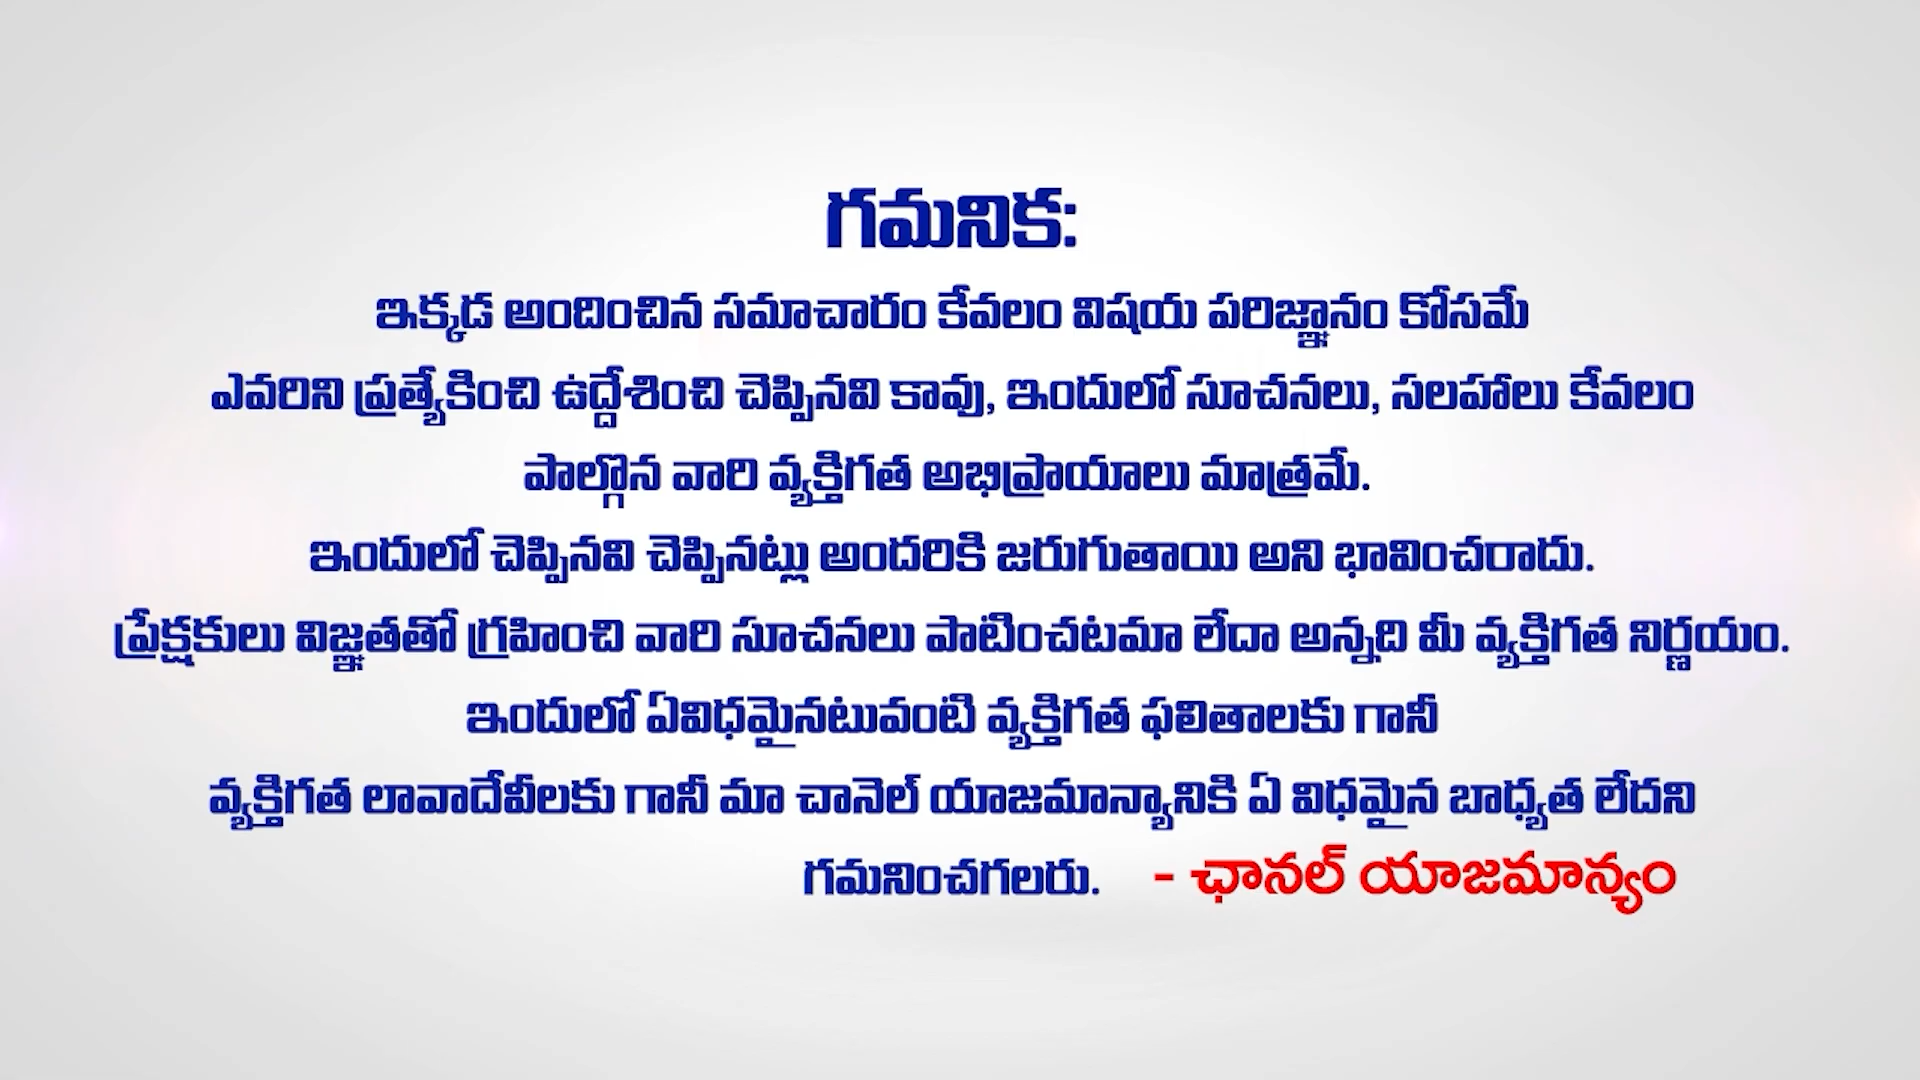 గమనిక:
ఇక్కడ అందించిన సమాచారం కేవలం విషయ పరిజ్ఞానం కోసమే
ఎవరిని ప్రత్యేకించి ఉద్దేశించి చెప్పినవి కావు, ఇందులో సూచనలు, సలహాలు కేవలం
పాల్గొన వారి వ్యక్తిగత అభిప్రాయాలు మాత్రమే.
ఇందులో చెప్పినవి చెప్పినట్లు అందరికి జరుగుతాయి అని భావించరాదు.
ప్రేక్షకులు విజ్ఞతతో గ్రహించి వారి సూచనలు పాటించటమా లేదా అన్నది మీ వ్యక్తిగత నిర్ణయం.
ఇందులో ఏవిధమైనటువంటి వ్యక్తిగత ఫలితాలకు గానీ
వ్యక్తిగత లావాదేవీలకు గానీ మా చానెల్ యాజమాన్యానికి ఏ విధమైన బాధ్యత లేదని
గమనించగలరు. - ఛానల్ యాజమాన్యం